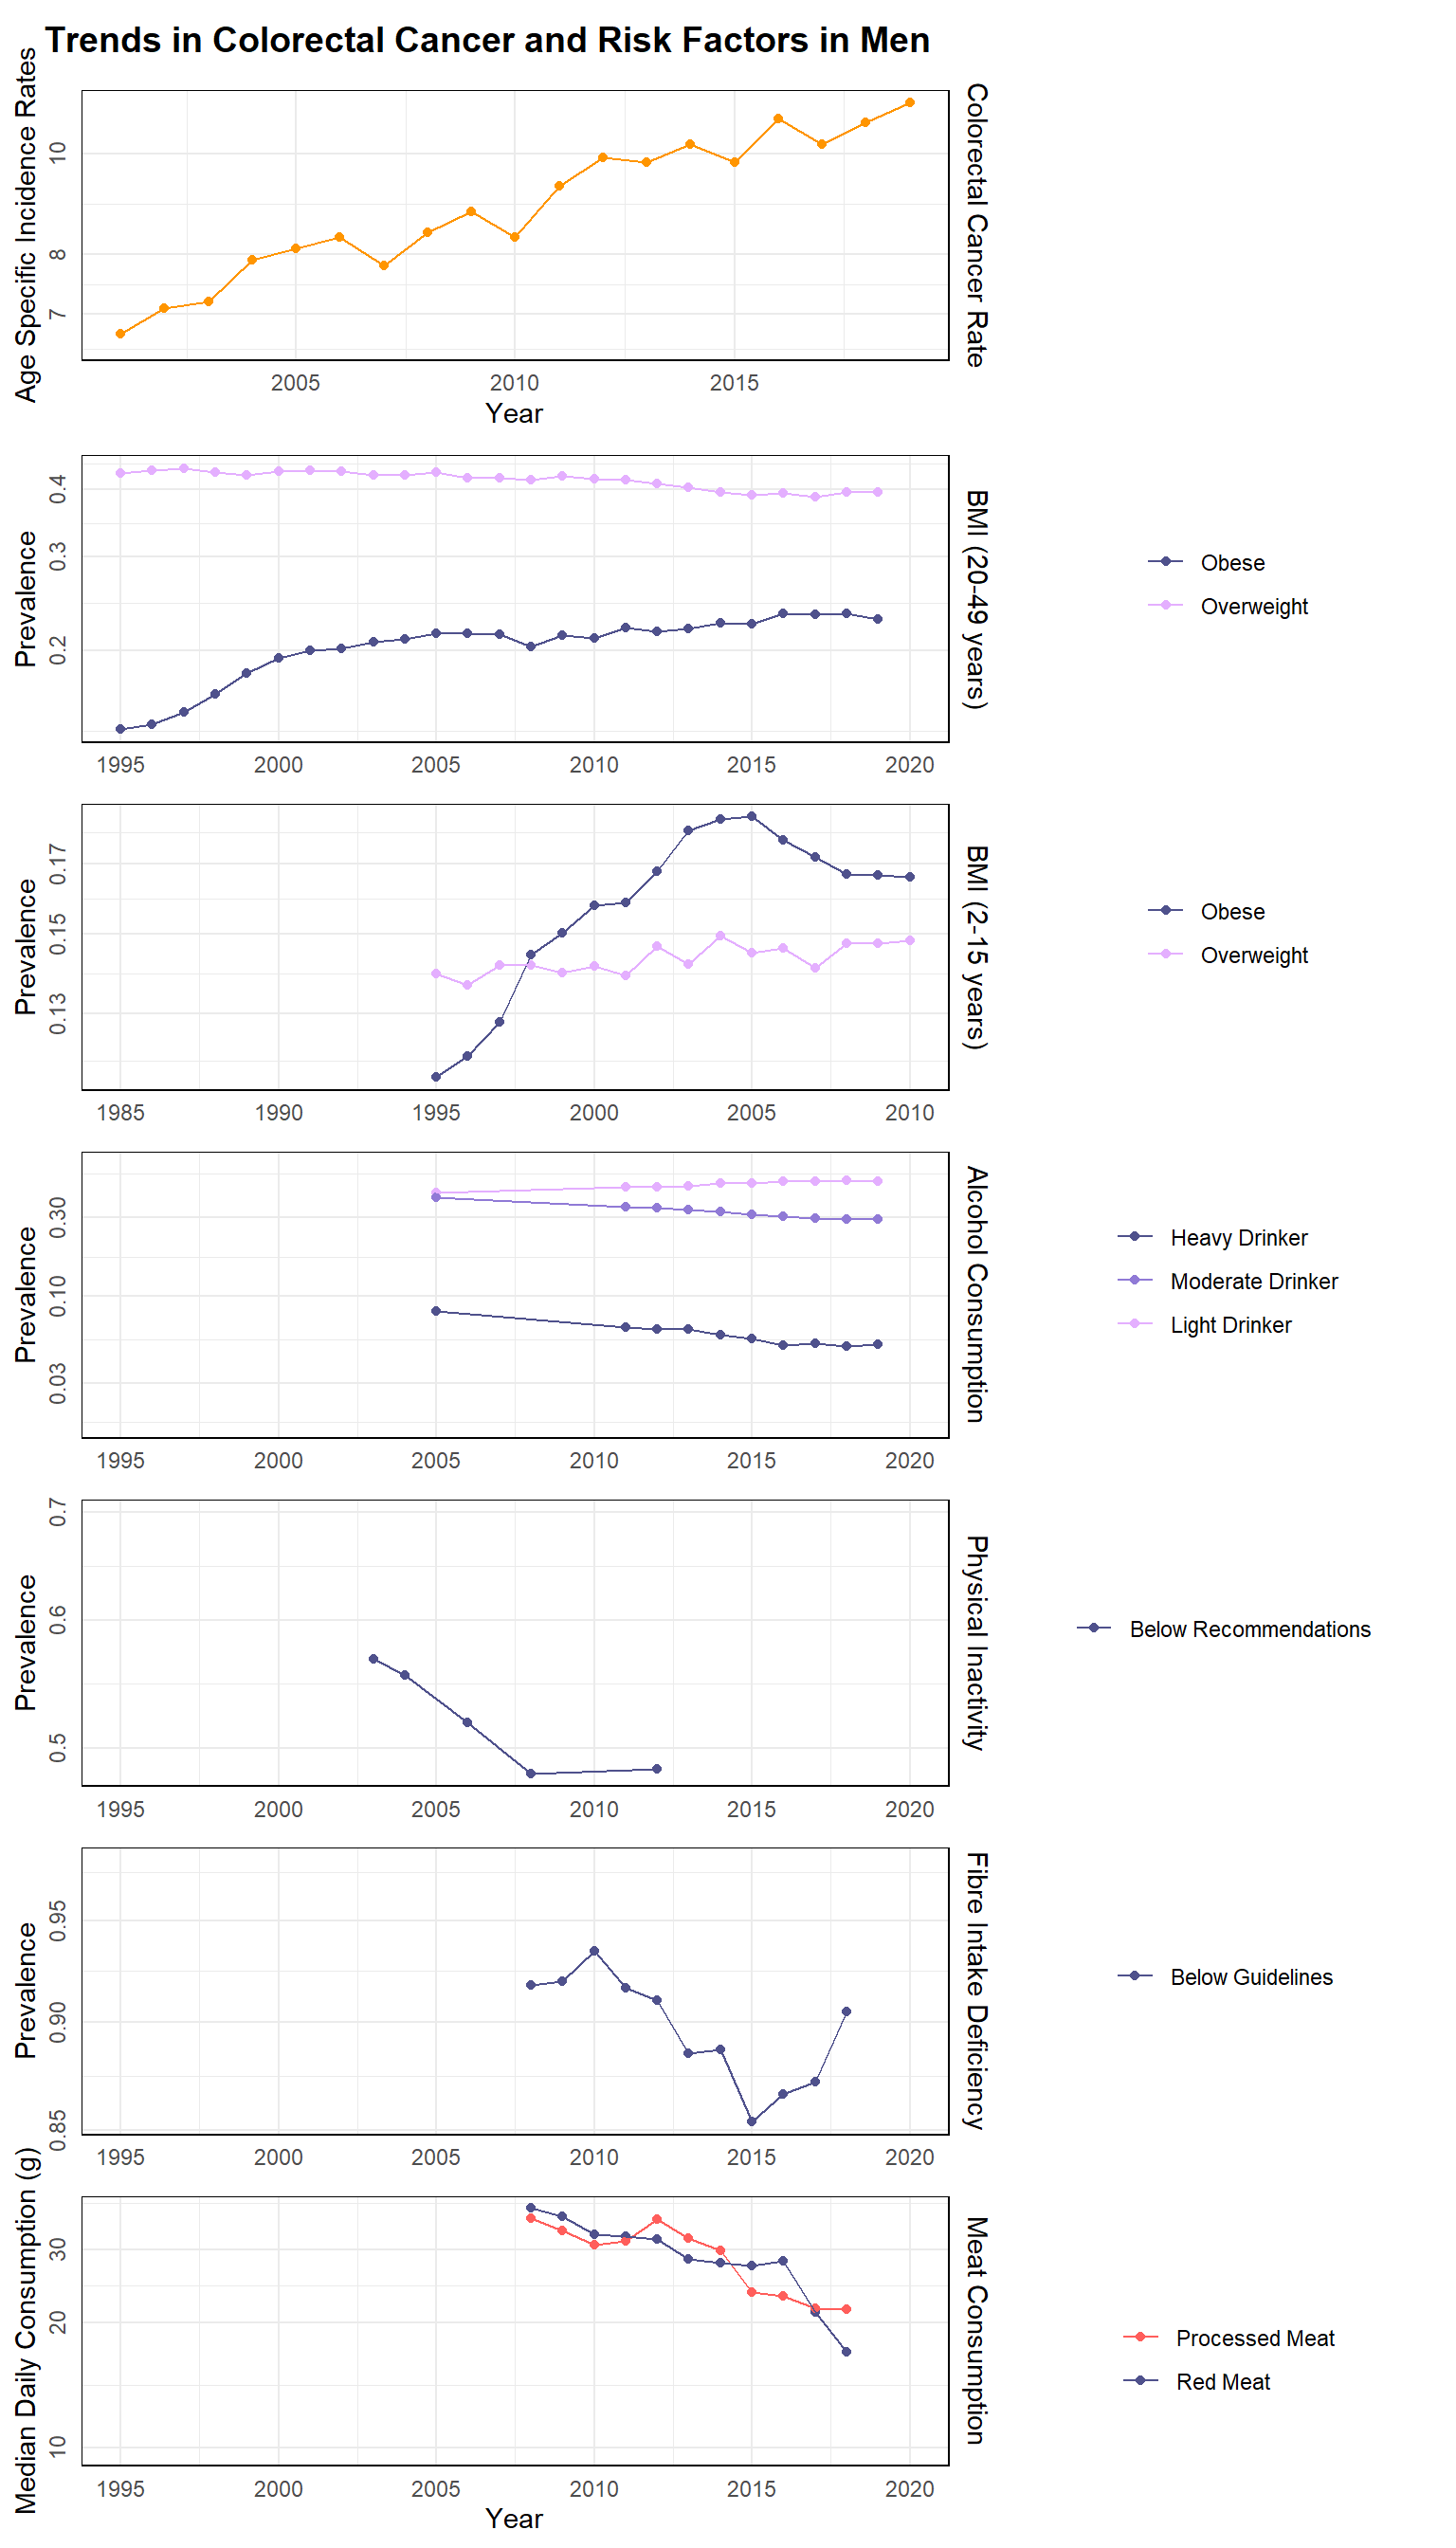 Trends in Colorectal Cancer and Risk Factors in Men
Age Specific Incidence Rates
10
8
7
2005
2010
2015
Year
Colorectal Cancer Rate
Prevalence
0.4
0.3
0.2
1995
2000
2005
2010
2015
2020
BMI (20-49 years)
Obese
Overweight
Prevalence
0.17
0.15
0.13
1985
1990
1995
2000
2005
2010
BMI (2-15 years)
Obese
Overweight
Prevalence
0.30
0.10
0.03
1995
2000
2005
2010
2015
2020
Alcohol Consumption
Heavy Drinker
Moderate Drinker
Light Drinker
Prevalence
0.7
0.6
0.5
1995
2000
2005
2010
2015
2020
Physical Inactivity
Below Recommendations
Prevalence
0.95
0.90
0.85
1995
2000
2005
2010
2015
2020
Fibre Intake Deficiency
Below Guidelines
Median Daily Consumption (g)
30
20
10
1995
2000
2005
2010
2015
2020
Year
Meat Consumption
Processed Meat
Red Meat